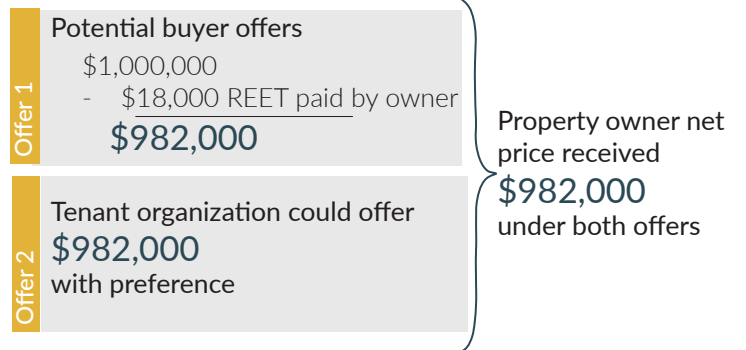 Offer 1
Potential buyer offers
$1,000,000
- $18,000 REET paid by owner
$982,000
Offer 2
Tenant organization could offer
$982,000
with preference
Property owner net
price received
$982,000
under both offers